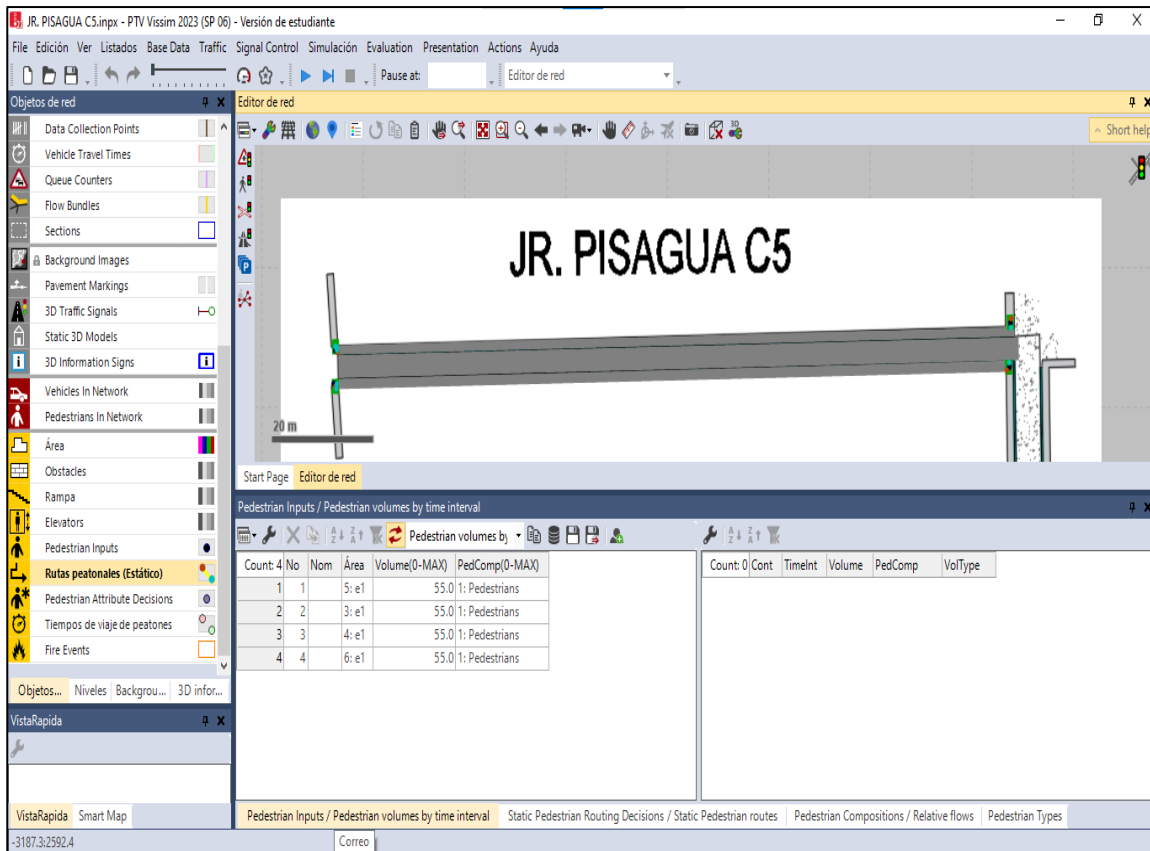 JR. PISAGUA C5.inpx - PTV Vissim 2023 (SP 06) - Versión de estudiante
File Edición Ver Listados Base Data Traffic Signal Control Simulación Evaluation Presentation Actions Ayuda
Pause at: Editor de red
Objetos de red
Data Collection Points
Vehicle Travel Times
Queue Counters
Flow Bundles
Sections
Background Images
Pavement Markings
3D Traffic Signals
Static 3D Models
3D Information Signs
Vehicles In Network
Pedestrians In Network
Área
Obstacles
Rampa
Elevators
Pedestrian Inputs
Rutas peatonales (Estático)
Pedestrian Attribute Decisions
Tiempos de viaje de peatones
Fire Events
Objetos... Niveles Backgrou... 3D infor...
VistaRapida
VistaRapida Smart Map
-3187.3:2592.4
Editor de red
3D
Short help
JR. PISAGUA C5
20 m
Start Page Editor de red
Pedestrian Inputs / Pedestrian volumes by time interval
Pedestrian volumes by
Count: 4 No Nom Área Volume(0-MAX) PedComp(0-MAX)
1 1 5: e1 55.0 1: Pedestrians
2 2 3: e1 55.0 1: Pedestrians
3 3 4: e1 55.0 1: Pedestrians
4 4 6: e1 55.0 1: Pedestrians
Count: 0 Cont TimeInt Volume PedComp VolType
Pedestrian Inputs / Pedestrian volumes by time interval Static Pedestrian Routing Decisions / Static Pedestrian routes Pedestrian Compositions / Relative flows Pedestrian Types
Correo